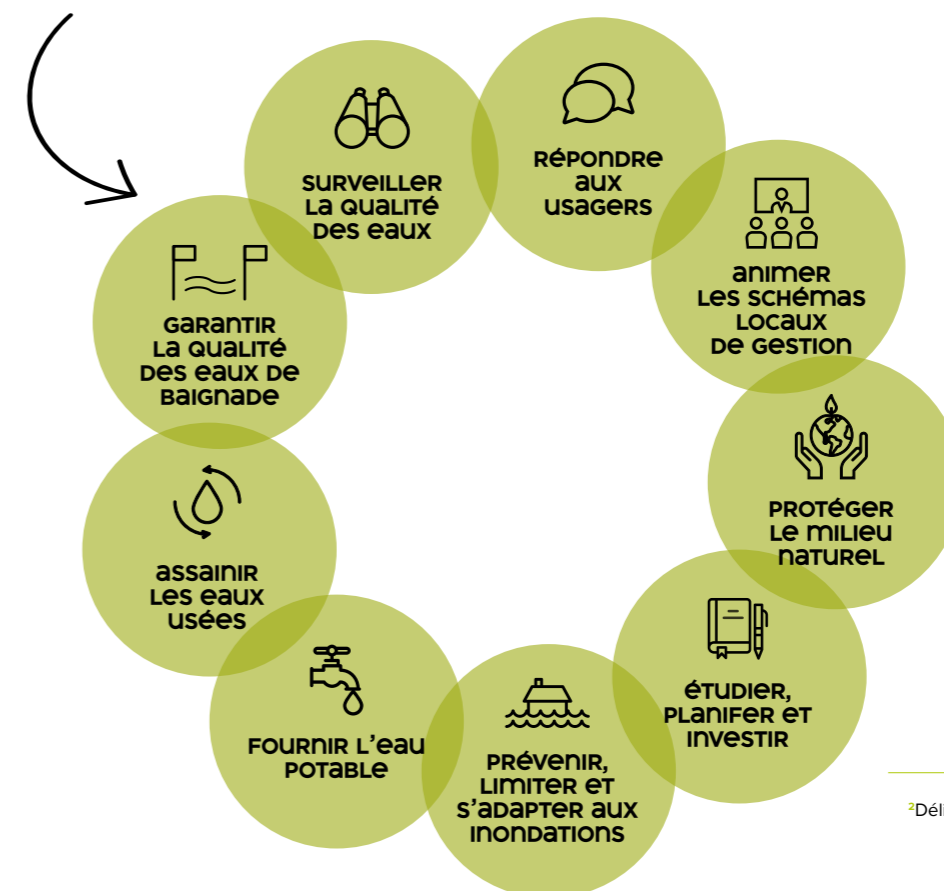 SURVEILLER
LA QUALITÉ
DES EAUX
RÉPONDRE
AUX
USAGERS
ANIMER
LES SCHÉMAS
LOCAUX
DE GESTION
PROTÉGER
LE MILIEU
NATUREL
ÉTUDIER,
PLANIFER ET
INVESTIR
PRÉVENIR,
LIMITER ET
S'ADAPTER AUX
INONDATIONS
FOURNIR L'EAU
POTABLE
ASSAINIR
LES EAUX
USÉES
GARANTIR
LA QUALITÉ
DES EAUX DE
BAIGNADE